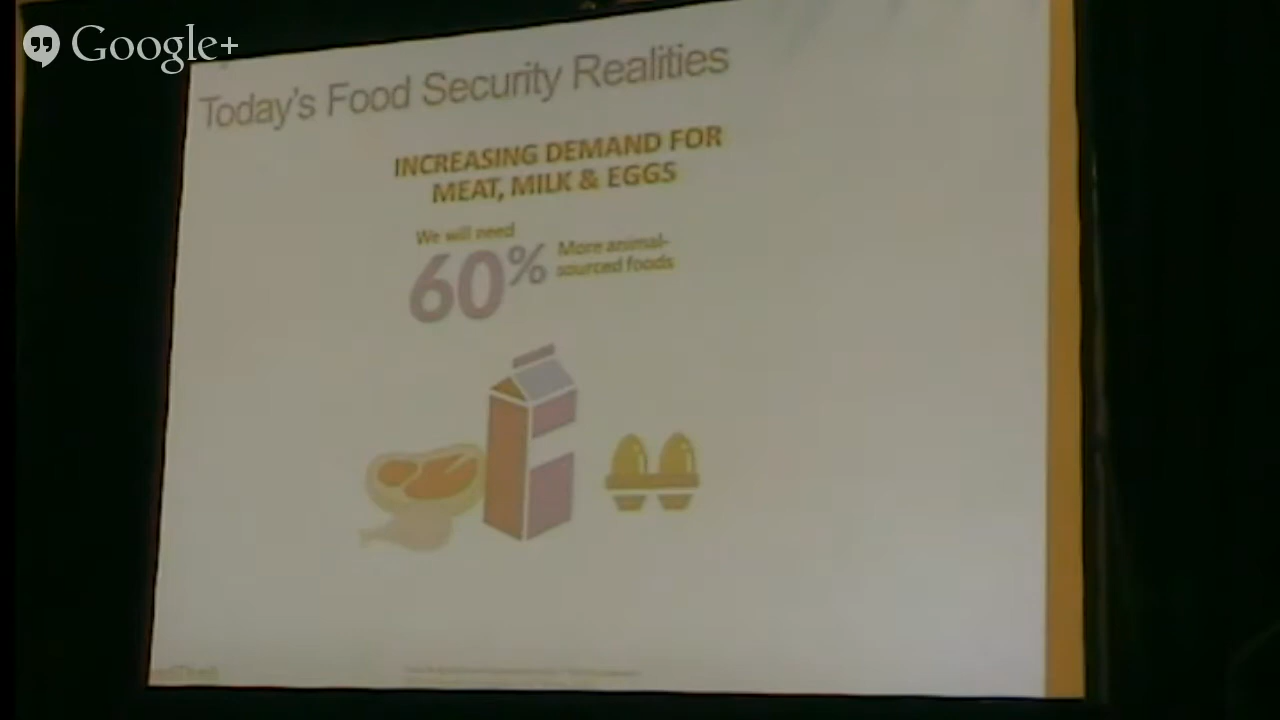 Google+
Today's Food Security Realities
INCREASING DEMAND FOR
MEAT, MILK & EGGS
We will need
60%
More animal-
sourced foods